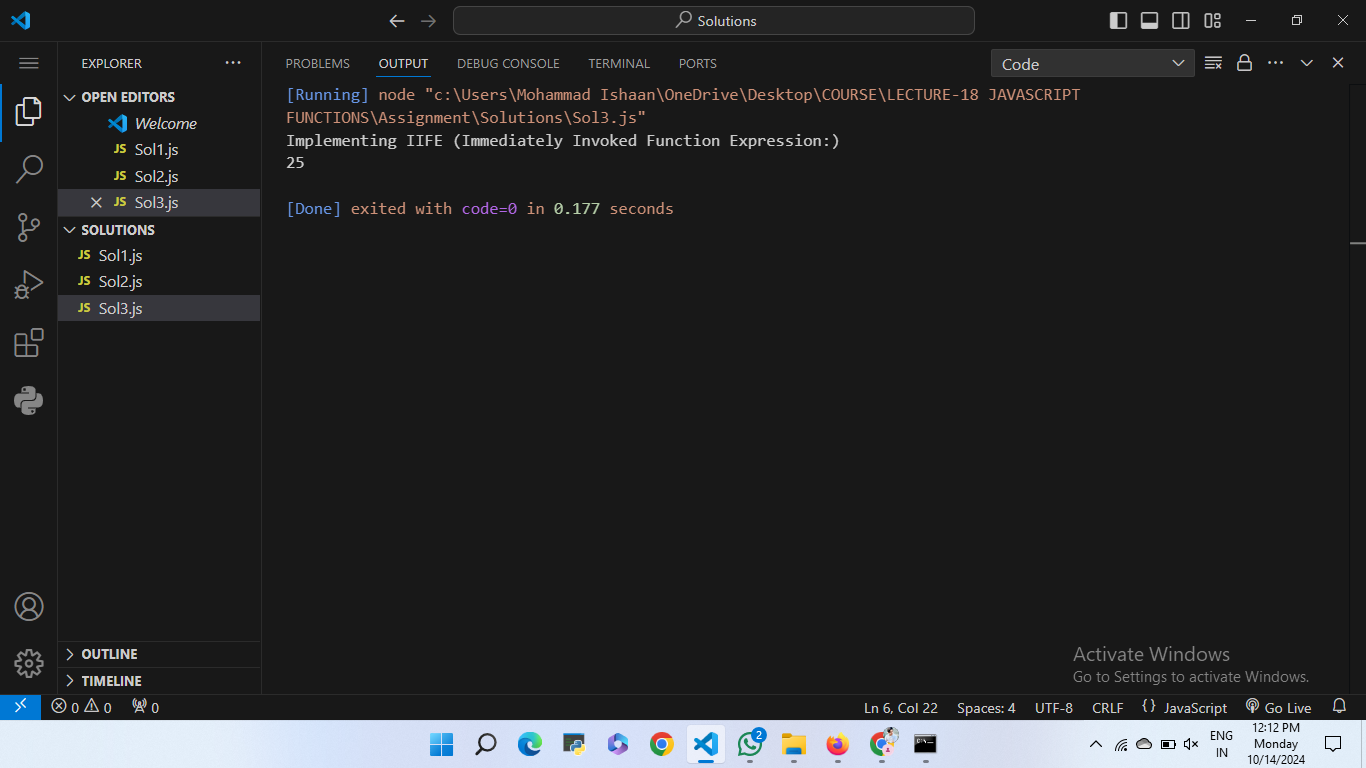 Solutions
EXPLORER
OPEN EDITORS
Welcome
JS Sol1.js
JS Sol2.js
JS Sol3.js
SOLUTIONS
JS Sol1.js
JS Sol2.js
JS Sol3.js
OUTLINE
TIMELINE
PROBLEMS OUTPUT DEBUG CONSOLE TERMINAL PORTS Code
[Running] node "c:\Users\Mohammad Ishaan\OneDrive\Desktop\COURSE\LECTURE-18 JAVASCRIPT
FUNCTIONS\Assignment\Solutions\Sol3.js"
Implementing IIFE (Immediately Invoked Function Expression:)
25
[Done] exited with code=0 in 0.177 seconds
Activate Windows
Go to Settings to activate Windows.
0 0 0 Ln 6, Col 22 Spaces: 4 UTF-8 CRLF {} JavaScript Go Live
2
ENG
IN
12:12 PM
Monday
10/14/2024